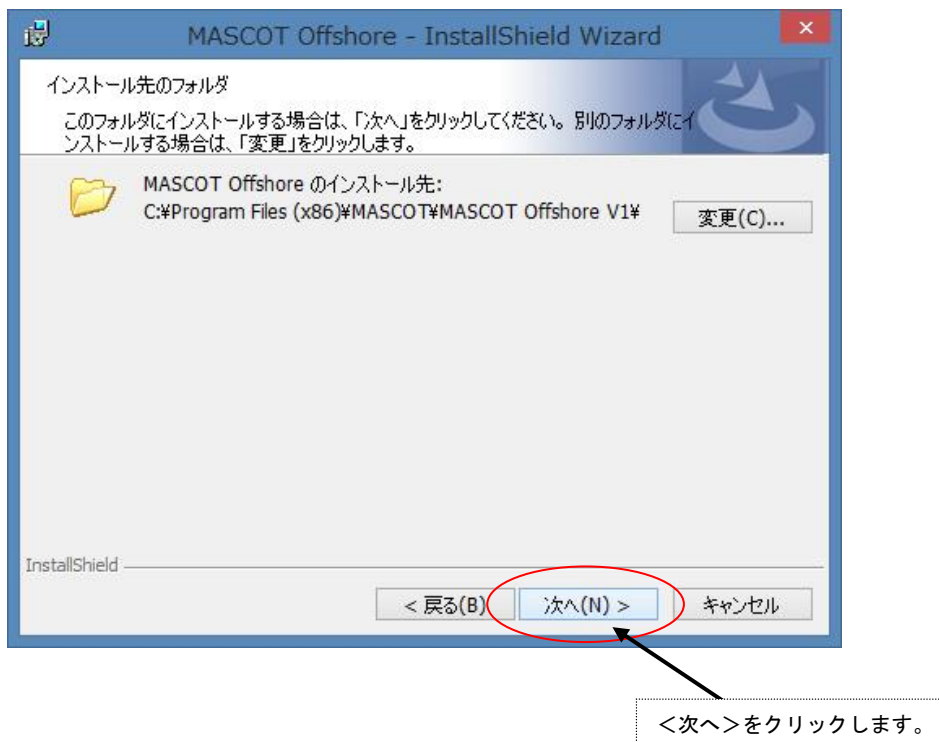 MASCOT Offshore - InstallShield Wizard
インストール先のフォルダ
このフォルダにインストールする場合は、「次へ」をクリックしてください。別のフォルダにイ
ンストールする場合は、「変更」をクリックします。
MASCOT Offshore のインストール先:
C:¥Program Files (x86)¥MASCOT¥MASCOT Offshore V1¥
変更(C)...
InstallShield
< 戻る(B)
次へ(N) >
キャンセル
＜次へ＞をクリックします。